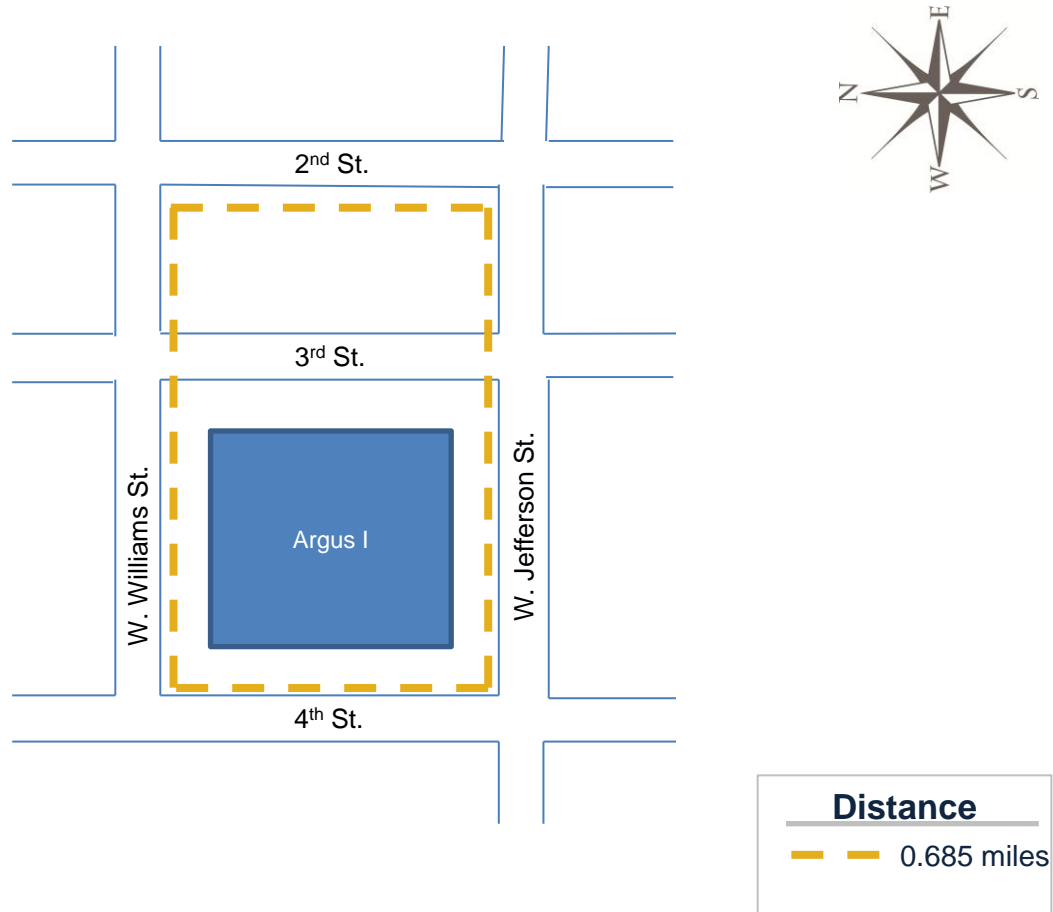 E
N
S
W
2nd St.
3rd St.
W. Williams St.
Argus I
W. Jefferson St.
4th St.
Distance
0.685 miles